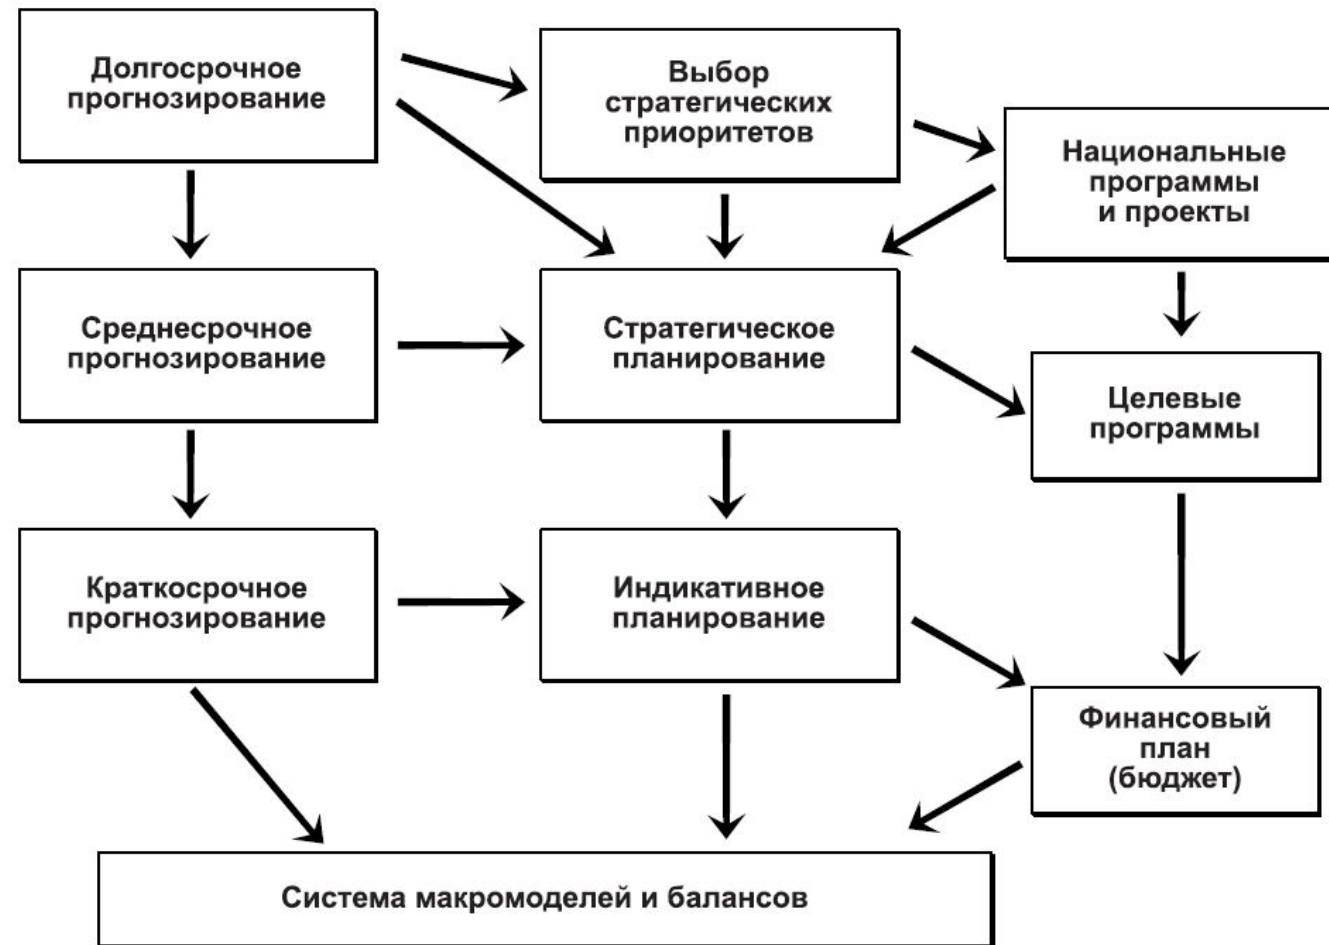 Долгосрочное
прогнозирование
Выбор
стратегических
приоритетов
Национальные
программы
и проекты
Среднесрочное
прогнозирование
Стратегическое
планирование
Целевые
программы
Краткосрочное
прогнозирование
Индикативное
планирование
Финансовый
план
(бюджет)
Система макромоделей и балансов